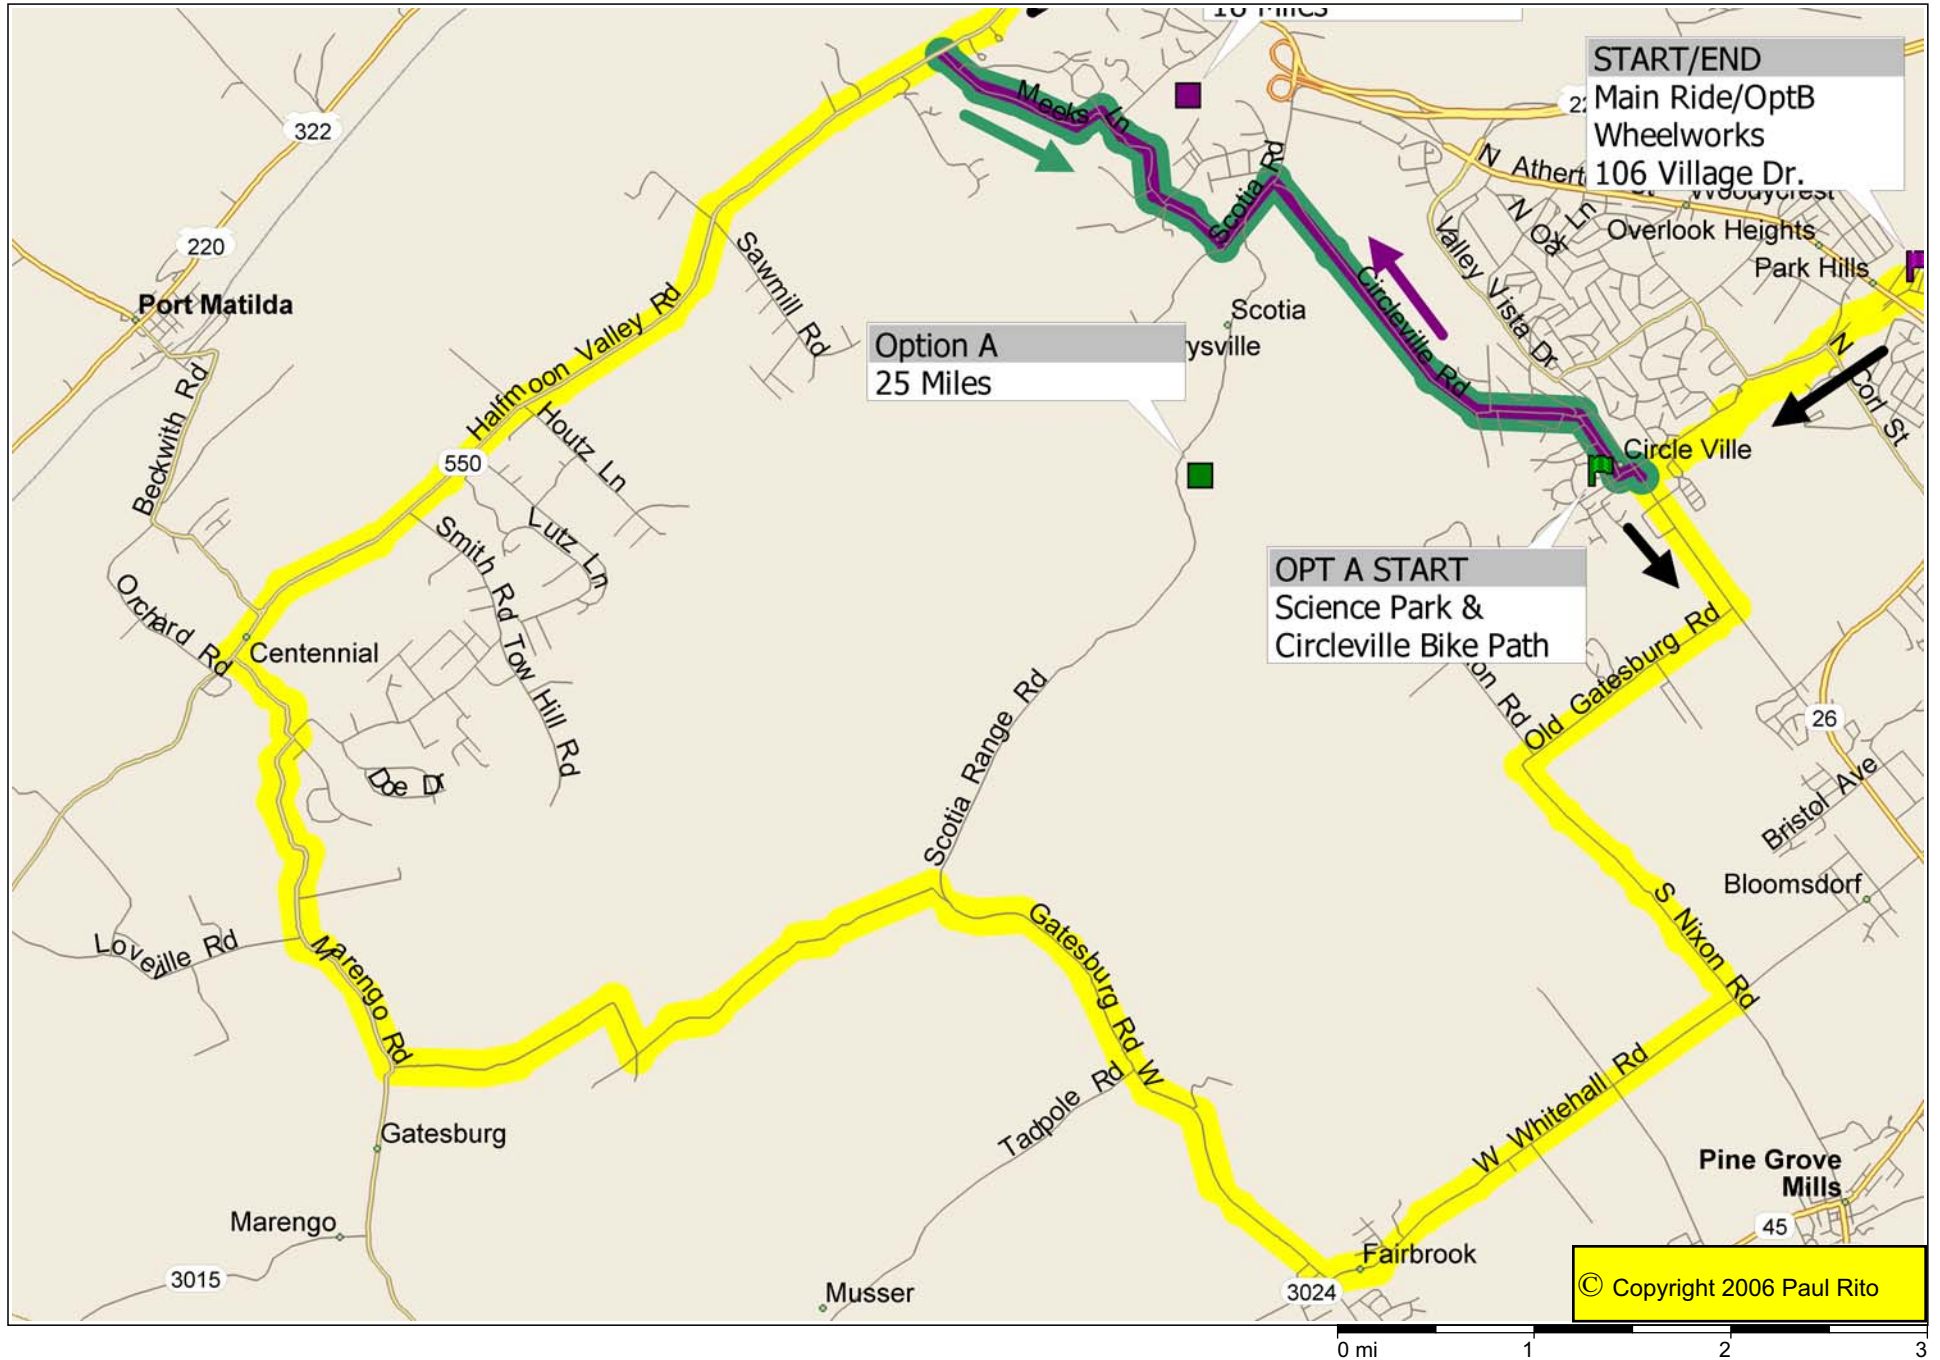 18 Miles
START/END
Main Ride/OptB
Wheelworks
106 Village Dr.
322
220
Port Matilda
Beckwith Rd
Orchard Rd
Centennial
Halfmoon Valley Rd
550
Sawmill Rd
Houtz Ln
Lutz Ln
Smith Rd
Tow Hill Rd
Doe Dr
Meeks Ln
Scotia Rd
Circleville Rd
Scotia
Option A
25 Miles
N Oak Ln
Woodycrest
Overlook Heights
Park Hills
Valley Vista Dr
N Corl St
Circle Ville
OPT A START
Science Park &
Circleville Bike Path
Old Gatesburg Rd
26
Bristol Ave
Bloomsdorf
S Nixon Rd
Scotia Range Rd
Gatesburg Rd W
Tadpole Rd
W Whitehall Rd
Loveville Rd
Marengo Rd
Gatesburg
Marengo
3015
Musser
Fairbrook
3024
Pine Grove
Mills
45
© Copyright 2006 Paul Rito
0 mi 1 2 3